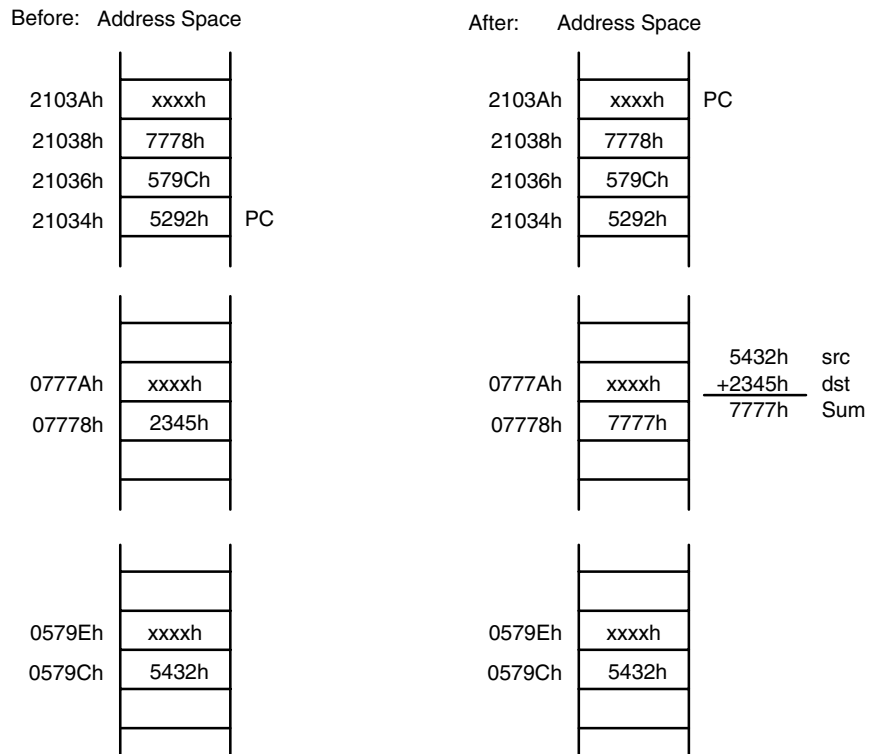 Before: Address Space
After: Address Space
2103Ah xxxxh
2103Ah xxxxh PC
21038h 7778h
21038h 7778h
21036h 579Ch
21036h 579Ch
21034h 5292h PC
21034h 5292h
5432h src
0777Ah xxxxh
0777Ah xxxxh +2345h dst
7777h Sum
07778h 2345h
07778h 7777h
0579Eh xxxxh
0579Eh xxxxh
0579Ch 5432h
0579Ch 5432h